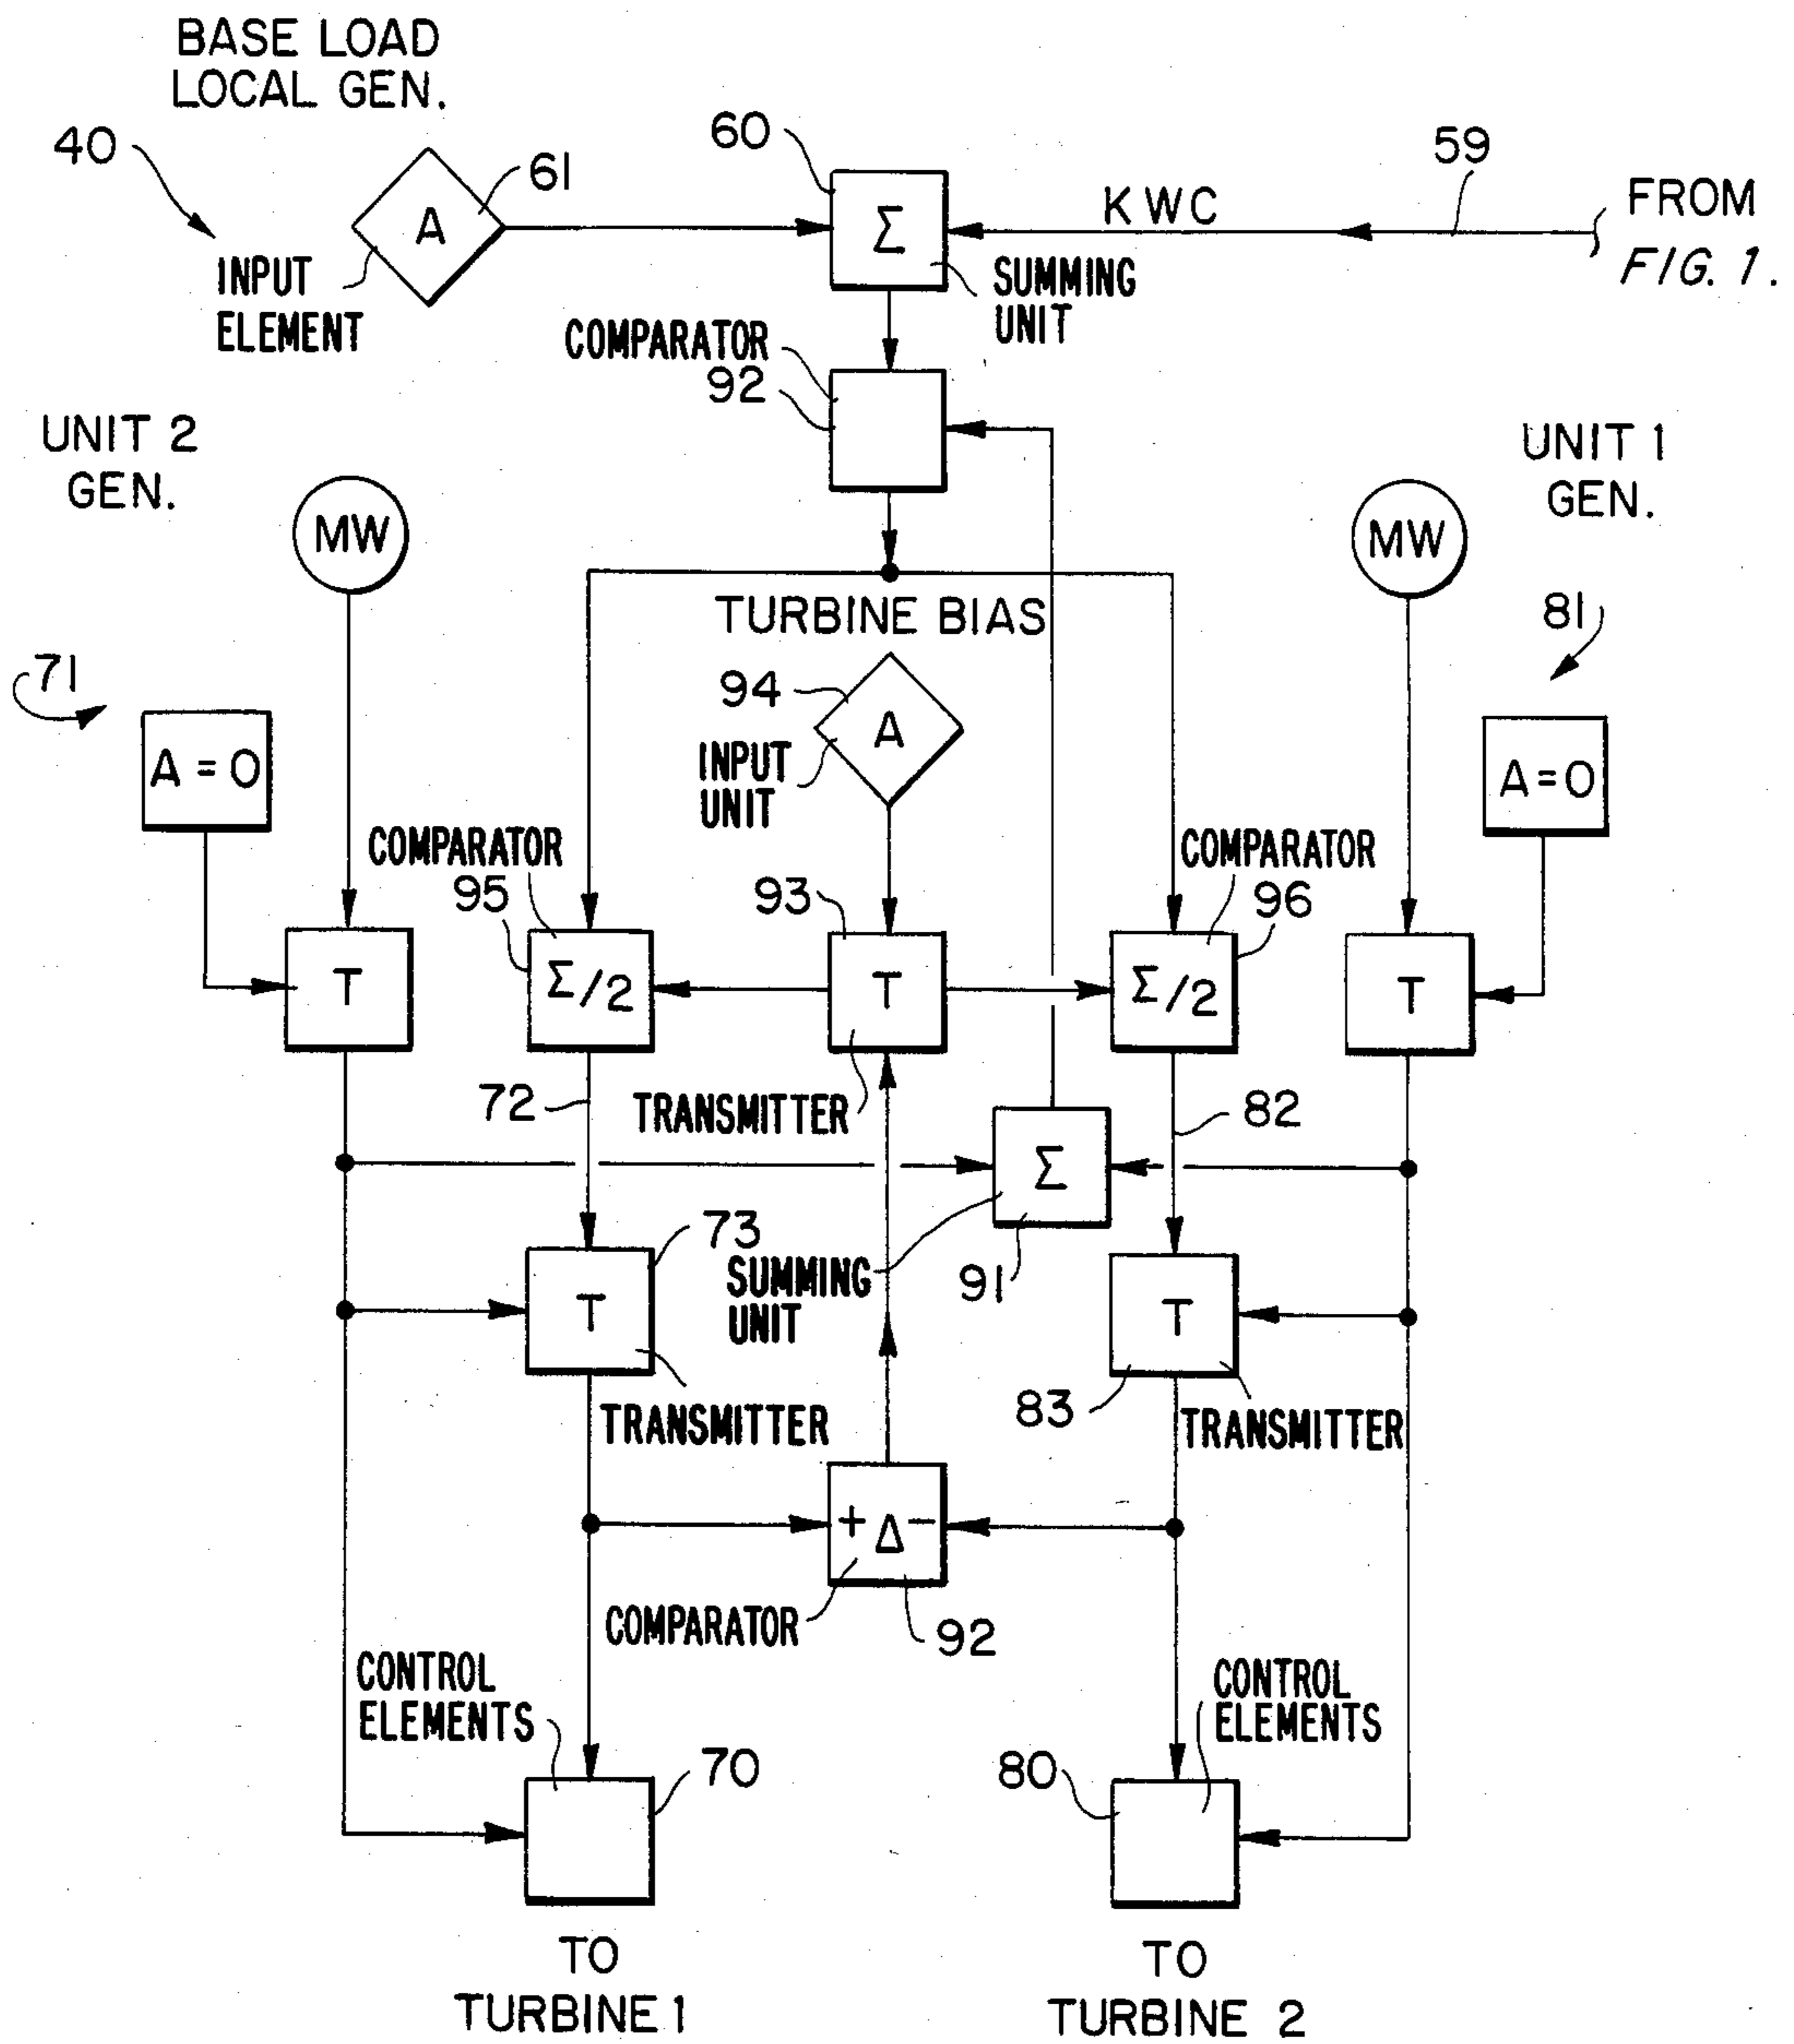 BASE LOAD
LOCAL GEN.
40
61
A
INPUT
ELEMENT
60
Σ
SUMMING
UNIT
KWC
59
FROM
FIG. 1.
COMPARATOR
92
UNIT 2
GEN.
MW
UNIT 1
GEN.
MW
TURBINE BIAS
71
A = 0
81
A = 0
94
A
INPUT
UNIT
COMPARATOR
95
Σ/2
93
T
TRANSMITTER
COMPARATOR
96
Σ/2
T
T
72
82
Σ
91
SUMMING
UNIT
73
T
TRANSMITTER
T
83
TRANSMITTER
+ Δ −
COMPARATOR
92
CONTROL
ELEMENTS
70
CONTROL
ELEMENTS
80
TO
TURBINE 1
TO
TURBINE 2